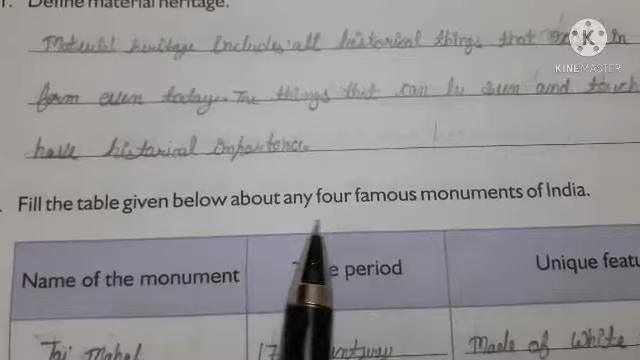 1. Define material heritage.
Material heritage includes all historical things that in
form even today. The things that can be seen and touch
have historical importance.
KINEMASTER
Fill the table given below about any four famous monuments of India.
Name of the monument period Unique featu
Taj Mahal 17 century Made of White